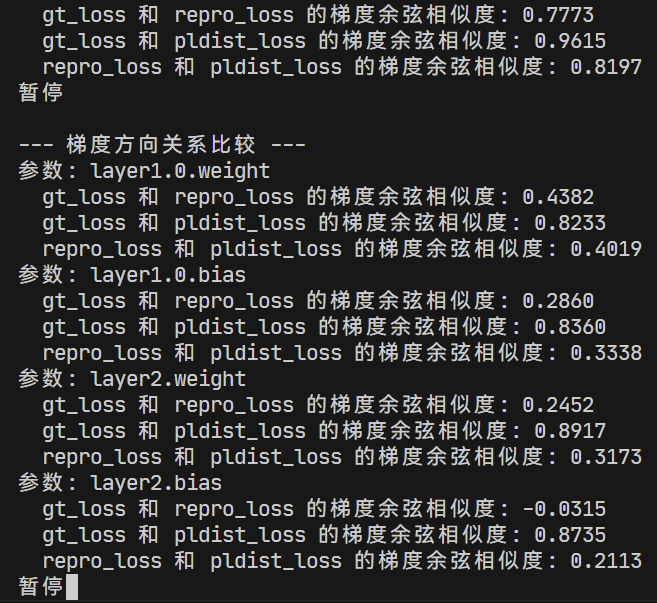 gt_loss 和 repro_loss 的梯度余弦相似度: 0.7773
gt_loss 和 pldist_loss 的梯度余弦相似度: 0.9615
repro_loss 和 pldist_loss 的梯度余弦相似度: 0.8197
暂停
--- 梯度方向关系比较 ---
参数: layer1.0.weight
gt_loss 和 repro_loss 的梯度余弦相似度: 0.4382
gt_loss 和 pldist_loss 的梯度余弦相似度: 0.8233
repro_loss 和 pldist_loss 的梯度余弦相似度: 0.4019
参数: layer1.0.bias
gt_loss 和 repro_loss 的梯度余弦相似度: 0.2860
gt_loss 和 pldist_loss 的梯度余弦相似度: 0.8360
repro_loss 和 pldist_loss 的梯度余弦相似度: 0.3338
参数: layer2.weight
gt_loss 和 repro_loss 的梯度余弦相似度: 0.2452
gt_loss 和 pldist_loss 的梯度余弦相似度: 0.8917
repro_loss 和 pldist_loss 的梯度余弦相似度: 0.3173
参数: layer2.bias
gt_loss 和 repro_loss 的梯度余弦相似度: -0.0315
gt_loss 和 pldist_loss 的梯度余弦相似度: 0.8735
repro_loss 和 pldist_loss 的梯度余弦相似度: 0.2113
暂停